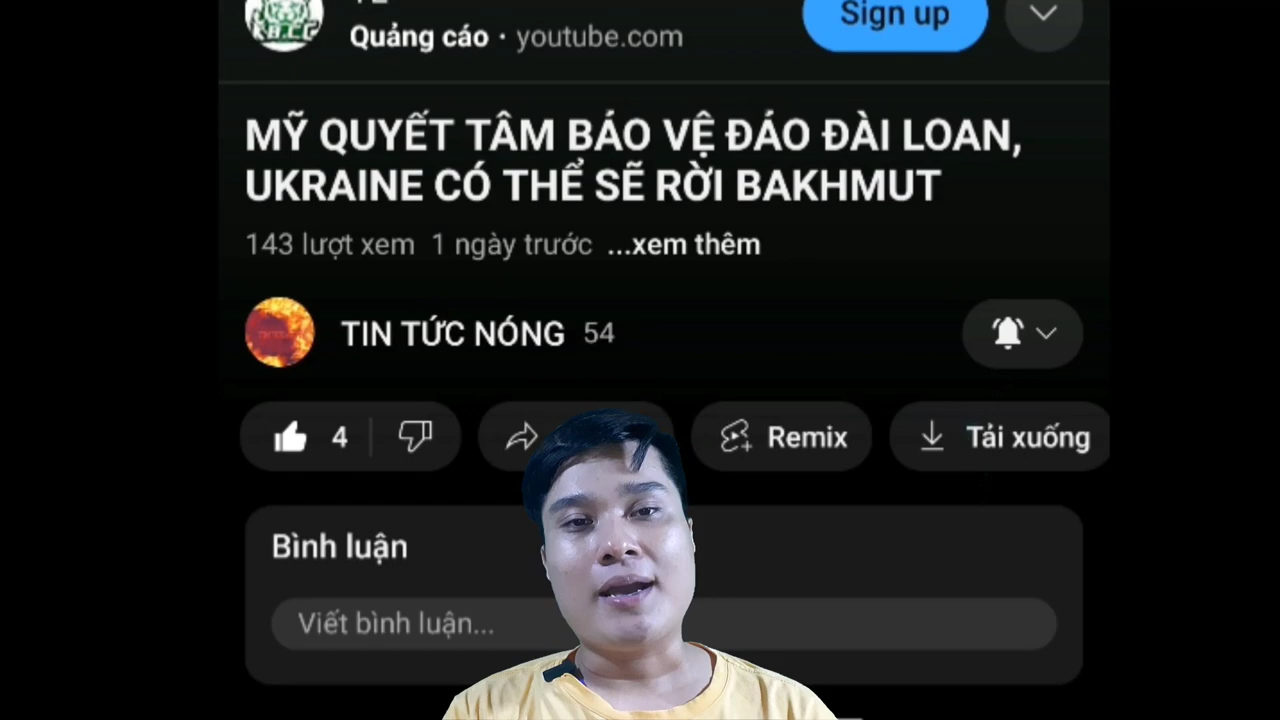 Quảng cáo · youtube.com
Sign up
MỸ QUYẾT TÂM BẢO VỆ ĐẢO ĐÀI LOAN,
UKRAINE CÓ THỂ SẼ RỜI BAKHMUT
143 lượt xem 1 ngày trước ...xem thêm
TIN TỨC NÓNG 54
4
Remix
Tải xuống
Bình luận
Viết bình luận...